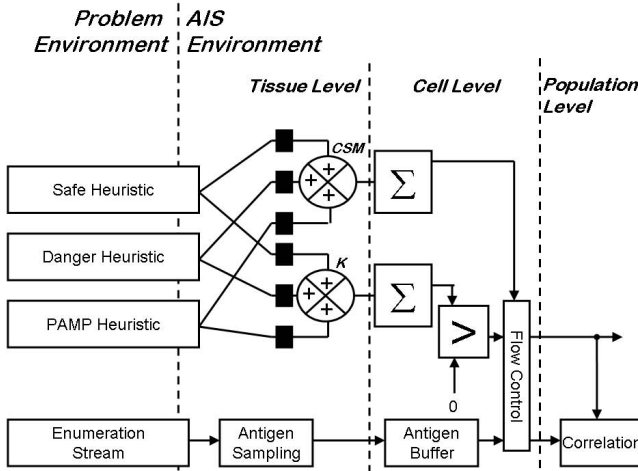 Problem
Environment
AIS
Environment
Tissue Level
Cell Level
Population
Level
CSM
+
+ +
+
Σ
Safe Heuristic
Danger Heuristic
PAMP Heuristic
K
+
+ +
+
Σ
>
0
Flow Control
Enumeration
Stream
Antigen
Sampling
Antigen
Buffer
Correlation